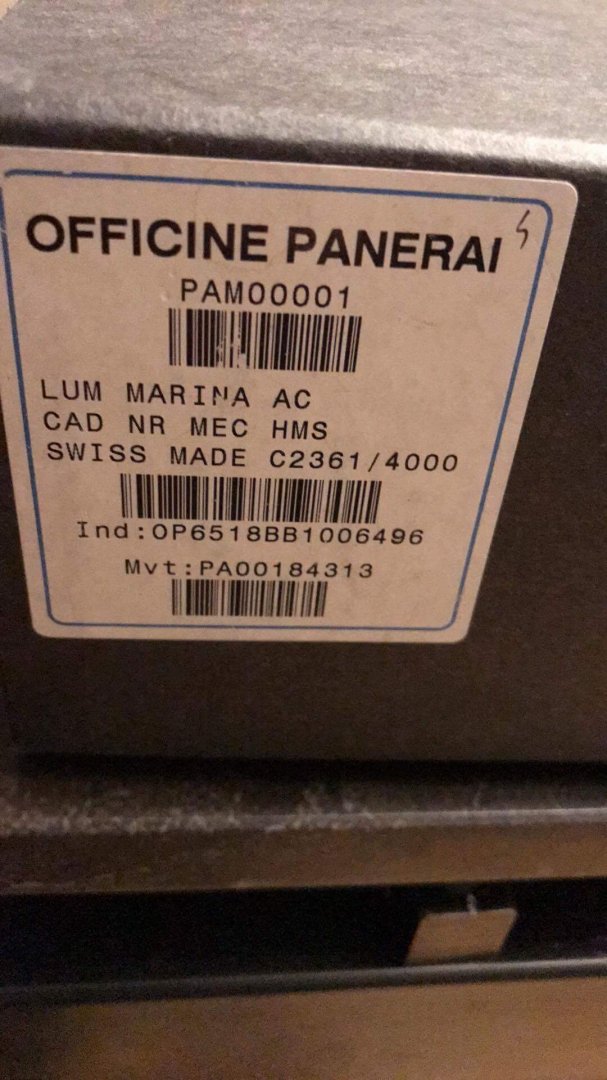 OFFICINE PANERAI
PAM00001
LUM MARINA AC
CAD NR MEC HMS
SWISS MADE C2361/4000
Ind:OP6518BB1006496
Mvt:PA00184313